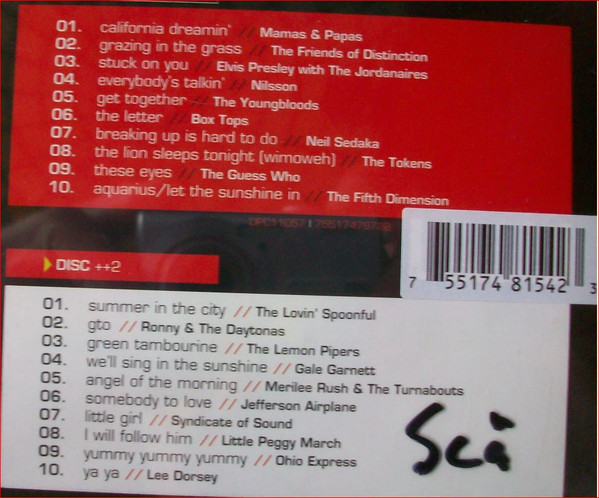 01. california dreamin' // Mamas & Papas
02. grazing in the grass // The Friends of Distinction
03. stuck on you // Elvis Presley with The Jordanaires
04. everybody's talkin' // Nilsson
05. get together // The Youngbloods
06. the letter // Box Tops
07. breaking up is hard to do // Neil Sedaka
08. the lion sleeps tonight (wimoweh) // The Tokens
09. these eyes // The Guess Who
10. aquarius/let the sunshine in // The Fifth Dimension
7 55174 81542 3
DISC ++2
01. summer in the city // The Lovin' Spoonful
02. gto // Ronny & The Daytonas
03. green tambourine // The Lemon Pipers
04. we'll sing in the sunshine // Gale Garnett
05. angel of the morning // Merilee Rush & The Turnabouts
06. somebody to love // Jefferson Airplane
07. little girl // Syndicate of Sound
08. I will follow him // Little Peggy March
09. yummy yummy yummy // Ohio Express
10. ya ya // Lee Dorsey